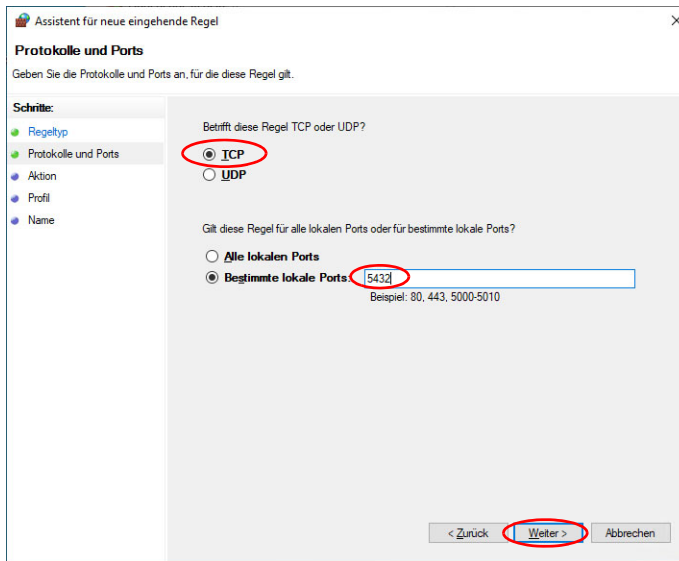 Assistent für neue eingehende Regel
Protokolle und Ports
Geben Sie die Protokolle und Ports an, für die diese Regel gilt.
Schritte:
Regeltyp
Protokolle und Ports
Aktion
Profil
Name
Betrifft diese Regel TCP oder UDP?
TCP
UDP
Gilt diese Regel für alle lokalen Ports oder für bestimmte lokale Ports?
Alle lokalen Ports
Bestimmte lokale Ports: 5432
Beispiel: 80, 443, 5000-5010
< Zurück Weiter > Abbrechen